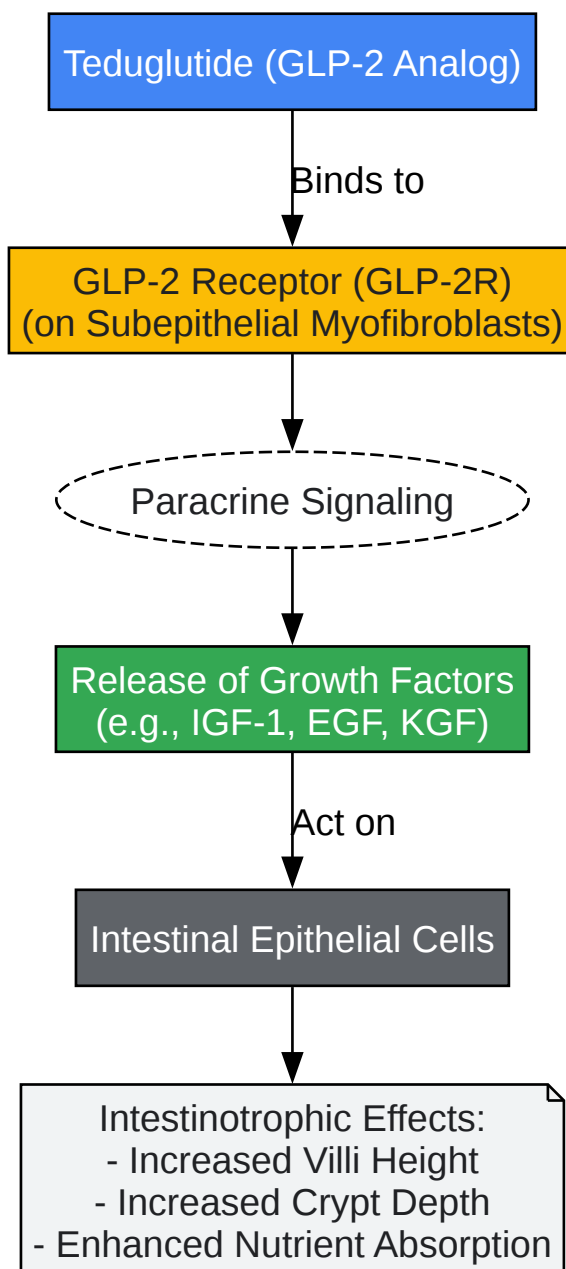 Teduglutide (GLP-2 Analog)
Binds to
GLP-2 Receptor (GLP-2R)
(on Subepithelial Myofibroblasts)
Paracrine Signaling
Release of Growth Factors
(e.g., IGF-1, EGF, KGF)
Act on
Intestinal Epithelial Cells
Intestinotrophic Effects:
- Increased Villi Height
- Increased Crypt Depth
- Enhanced Nutrient Absorption